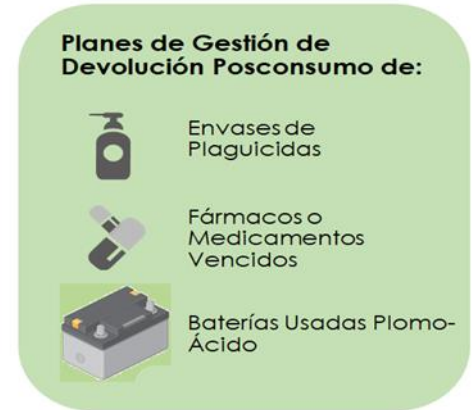 Planes de Gestión de
Devolución Posconsumo de:
Envases de
Plaguicidas
Fármacos o
Medicamentos
Vencidos
Baterías Usadas Plomo-
Ácido